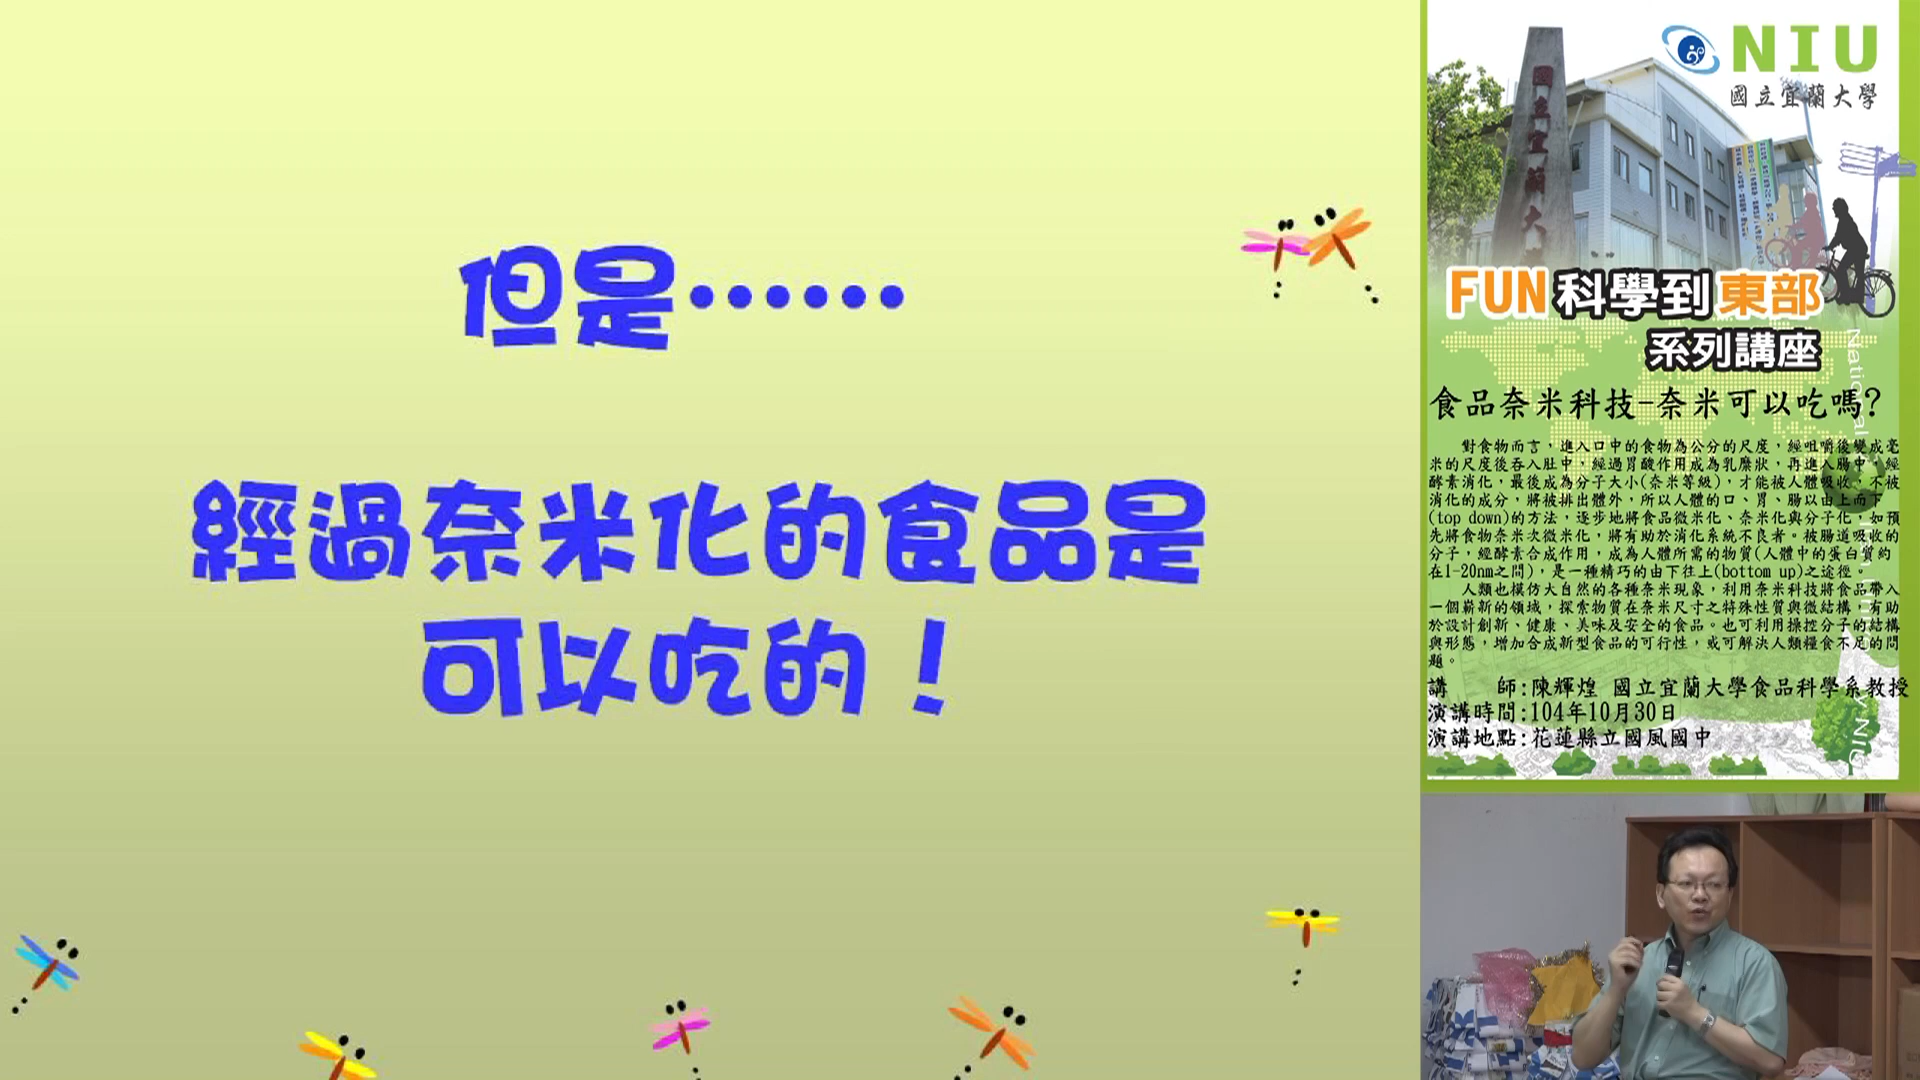 但是······
經過奈米化的食品是
可以吃的！
NIU
國立宜蘭大學
國立宜蘭大
FUN科學到東部
系列講座
食品奈米科技-奈米可以吃嗎?
對食物而言，進入口中的食物為公分的尺度，經咀嚼後變成毫
米的尺度後吞入肚中，經過胃酸作用成為乳糜狀，再進入腸中，經
酵素消化，最後成為分子大小(奈米等級)，才能被人體吸收，不被
消化的成分，將被排出體外，所以人體的口、胃、腸以由上而下
(top down)的方法，逐步地將食品微米化、奈米化與分子化，如預
先將食物奈米次微米化，將有助於消化系統不良者。被腸道吸收的
分子，經酵素合成作用，成為人體所需的物質(人體中的蛋白質約
在1-20nm之間)，是一種精巧的由下往上(bottom up)之途徑。
人類也模仿大自然的各種奈米現象，利用奈米科技將食品帶入
一個嶄新的領域，探索物質在奈米尺寸之特殊性質與微結構，有助
於設計創新、健康、美味及安全的食品。也可利用操控分子的結構
與形態，增加合成新型食品的可行性，或可解決人類糧食不足的問
題。
講　　師:陳輝煌 國立宜蘭大學食品科學系教授
演講時間:104年10月30日
演講地點:花蓮縣立國風國中